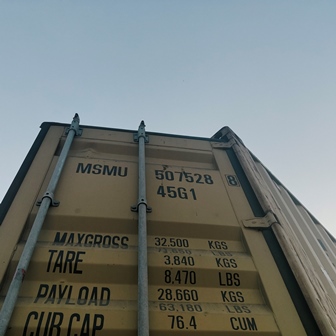 MSMU 507528 8
45G1
MAXGROSS 32.500 KGS
TARE 3.840 KGS
8.470 LBS
PAYLOAD 28.660 KGS
63.180 LBS
CUB.CAP. 76.4 CUM